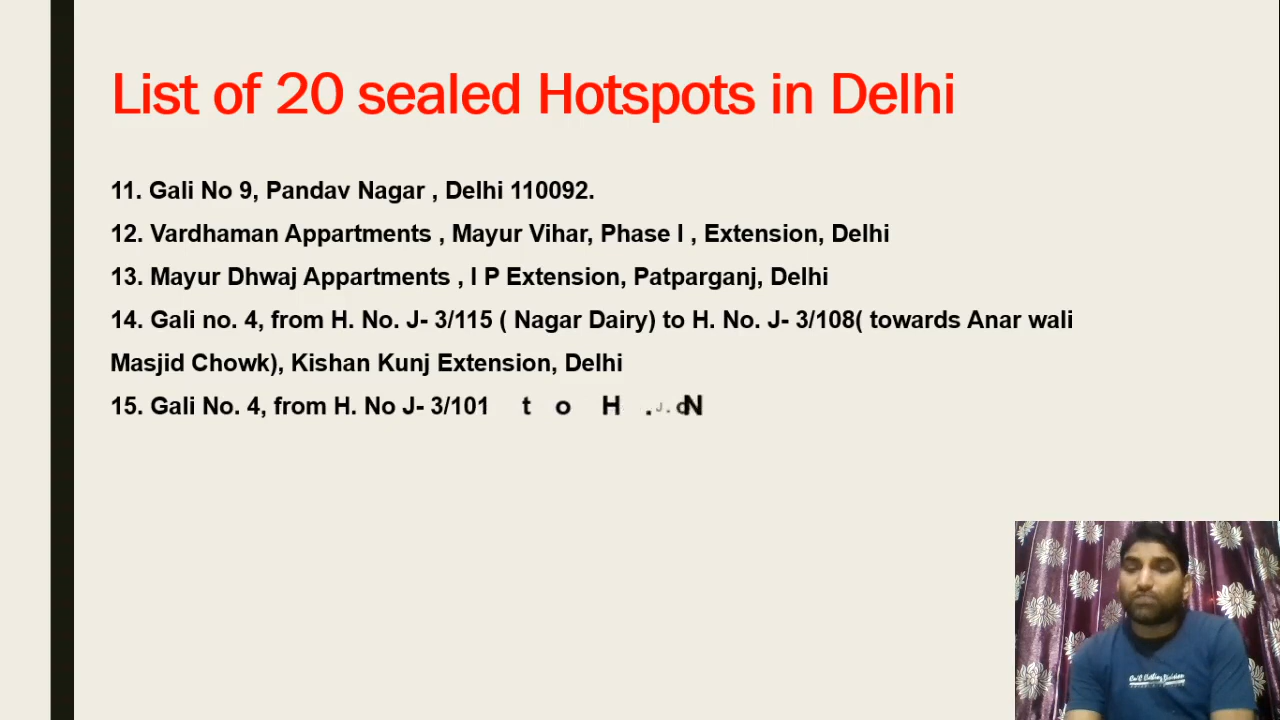 List of 20 sealed Hotspots in Delhi
11. Gali No 9, Pandav Nagar , Delhi 110092.
12. Vardhaman Appartments , Mayur Vihar, Phase I , Extension, Delhi
13. Mayur Dhwaj Appartments , I P Extension, Patparganj, Delhi
14. Gali no. 4, from H. No. J- 3/115 ( Nagar Dairy) to H. No. J- 3/108( towards Anar wali
Masjid Chowk), Kishan Kunj Extension, Delhi
15. Gali No. 4, from H. No J- 3/101 to H .